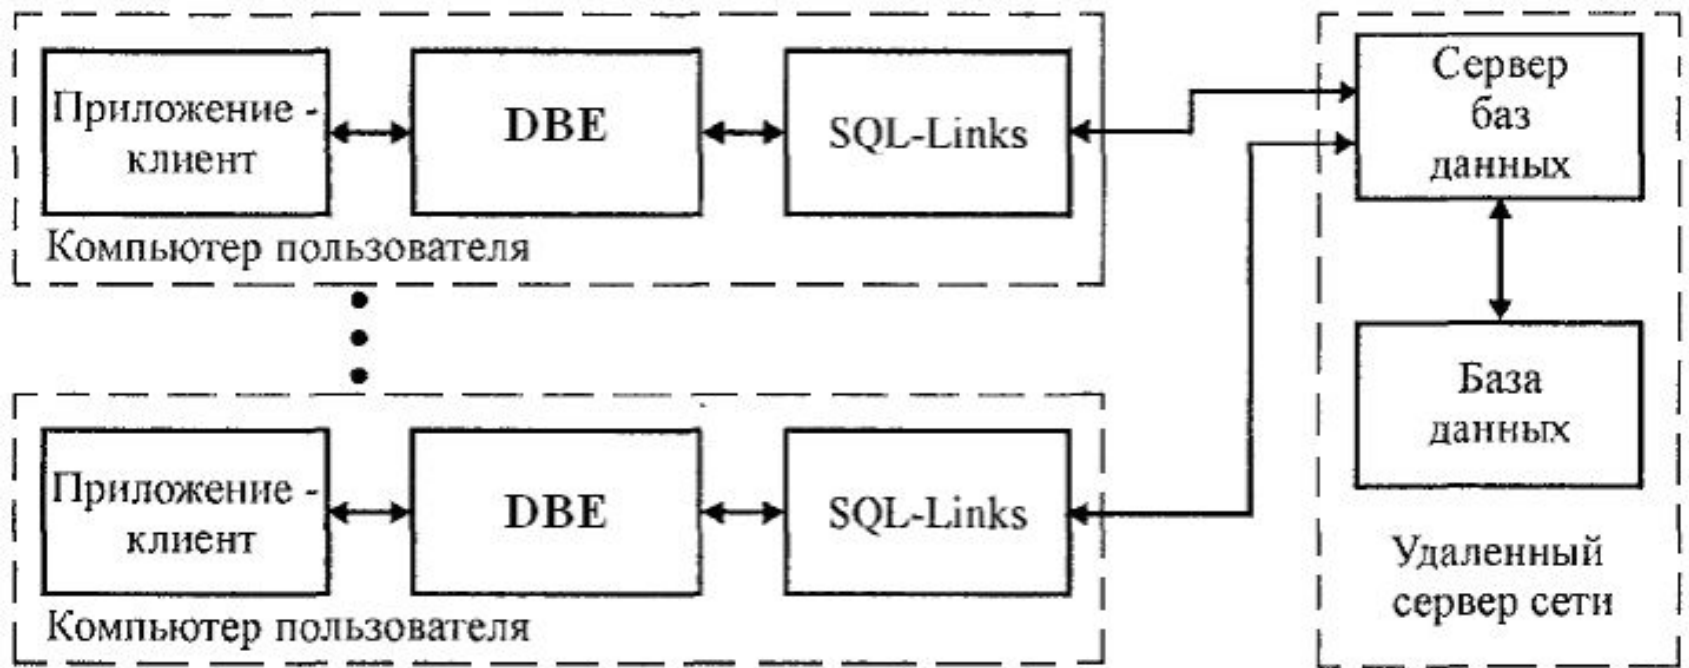 Приложение -
клиент
DBE
SQL-Links
Компьютер пользователя
Сервер
баз
данных
База
данных
Удаленный
сервер сети
Приложение -
клиент
DBE
SQL-Links
Компьютер пользователя